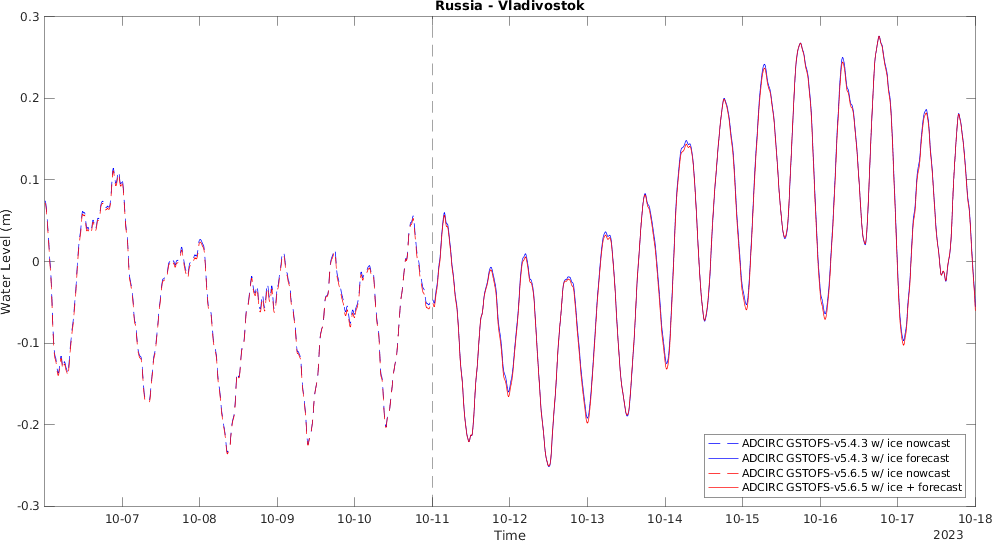 Russia - Vladivostok
0.3
0.2
0.1
0
-0.1
-0.2
-0.3
Water Level (m)
ADCIRC GSTOFS-v5.4.3 w/ ice nowcast
ADCIRC GSTOFS-v5.4.3 w/ ice forecast
ADCIRC GSTOFS-v5.6.5 w/ ice nowcast
ADCIRC GSTOFS-v5.6.5 w/ ice + forecast
10-07 10-08 10-09 10-10 10-11 10-12 10-13 10-14 10-15 10-16 10-17 10-18
Time
2023